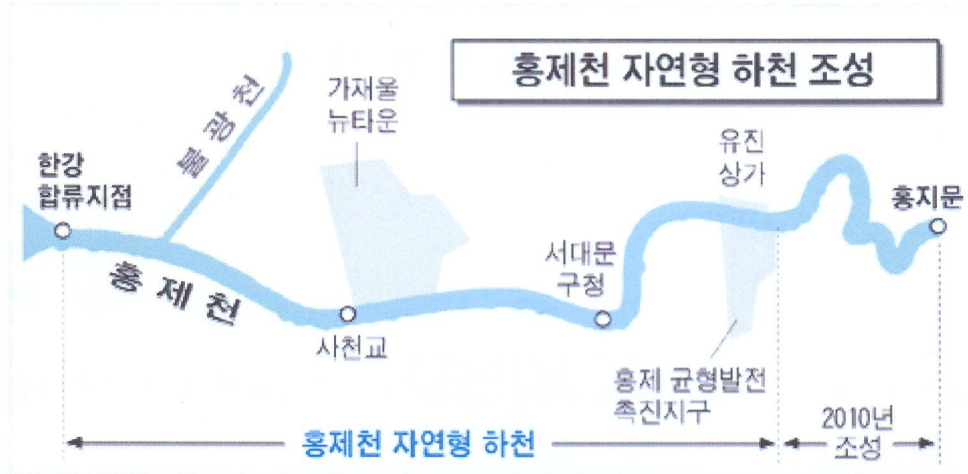 홍제천 자연형 하천 조성
가재울
뉴타운
불광천
유진
상가
한강
합류지점
홍지문
서대문
구청
홍제천
사천교
홍제 균형발전
촉진지구
2010년
조성
홍제천 자연형 하천